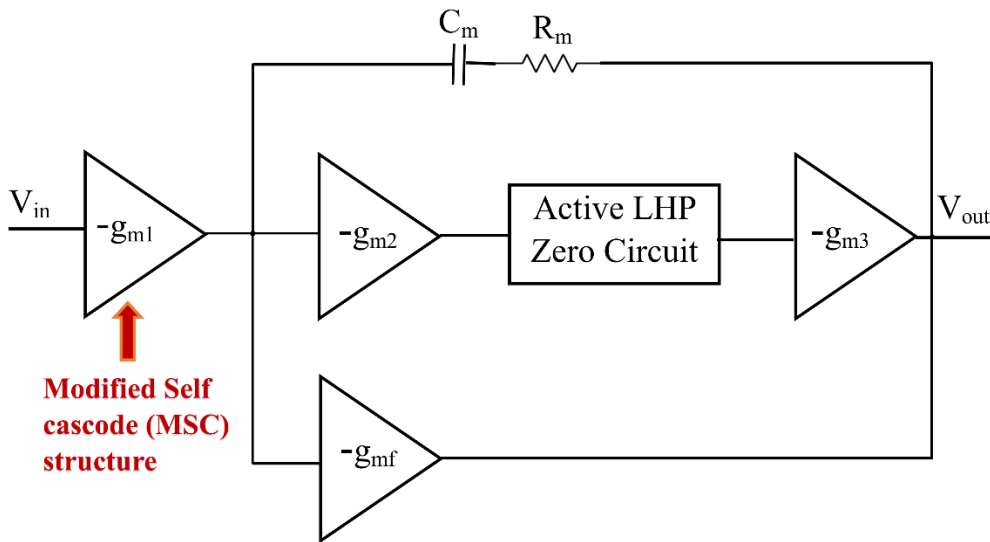 Cm
Rm
Vin
-gm1
-gm2
Active LHP
Zero Circuit
-gm3
Vout
Modified Self
cascode (MSC)
structure
-gmf